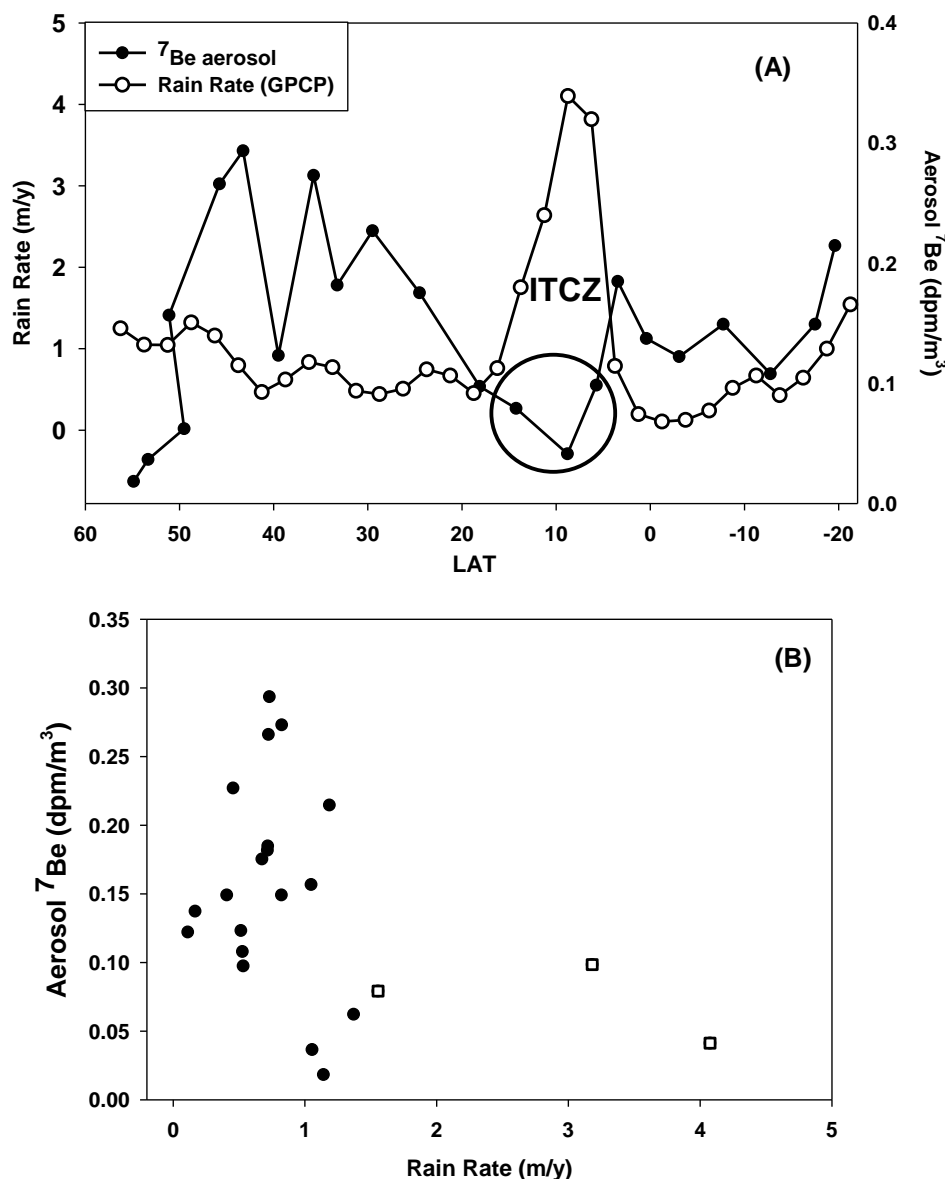 5
4
3
2
1
0
Rain Rate (m/y)
7Be aerosol
Rain Rate (GPCP)
(A)
ITCZ
0.4
0.3
0.2
0.1
0.0
Aerosol 7Be (dpm/m3)
60 50 40 30 20 10 0 -10 -20
LAT
0.35
0.30
0.25
0.20
0.15
0.10
0.05
0.00
Aerosol 7Be (dpm/m3)
(B)
0 1 2 3 4 5
Rain Rate (m/y)